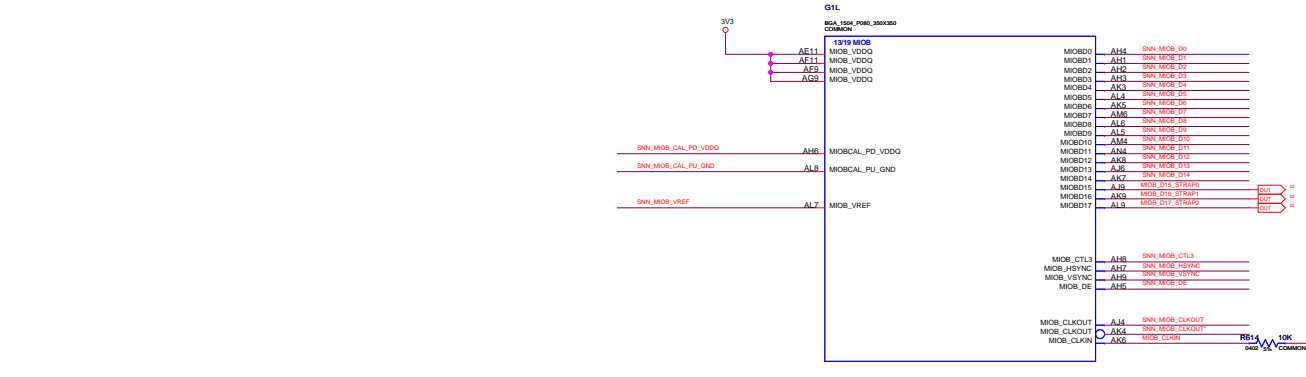 G1L
BGA_1504_P080_350X350
COMMON
3V3
13/19 MIOB
AE11 MIOB_VDDQ
AF11 MIOB_VDDQ
AF9 MIOB_VDDQ
AG9 MIOB_VDDQ
SNN_MIOB_CAL_PD_VDDQ AH6 MIOBCAL_PD_VDDQ
SNN_MIOB_CAL_PU_GND AL8 MIOBCAL_PU_GND
SNN_MIOB_VREF AL7 MIOB_VREF
MIOBD0 AH4 SNN_MIOB_D0
MIOBD1 AH1 SNN_MIOB_D1
MIOBD2 AH2 SNN_MIOB_D2
MIOBD3 AH3 SNN_MIOB_D3
MIOBD4 AK3 SNN_MIOB_D4
MIOBD5 AL4 SNN_MIOB_D5
MIOBD6 AK5 SNN_MIOB_D6
MIOBD7 AM6 SNN_MIOB_D7
MIOBD8 AL6 SNN_MIOB_D8
MIOBD9 AL5 SNN_MIOB_D9
MIOBD10 AM4 SNN_MIOB_D10
MIOBD11 AN4 SNN_MIOB_D11
MIOBD12 AK8 SNN_MIOB_D12
MIOBD13 AJ6 SNN_MIOB_D13
MIOBD14 AK7 SNN_MIOB_D14
MIOBD15 AJ9 MIOB_D15_STRAP0 OUT 22
MIOBD16 AK9 MIOB_D16_STRAP1 OUT 22
MIOBD17 AL9 MIOB_D17_STRAP2 OUT 22
MIOB_CTL3 AH8 SNN_MIOB_CTL3
MIOB_HSYNC AH7 SNN_MIOB_HSYNC
MIOB_VSYNC AH9 SNN_MIOB_VSYNC
MIOB_DE AH5 SNN_MIOB_DE
MIOB_CLKOUT AJ4 SNN_MIOB_CLKOUT
MIOB_CLKOUT AK4 SNN_MIOB_CLKOUT*
MIOB_CLKIN AK6 MIOB_CLKIN
R614 10K
0402 5% COMMON